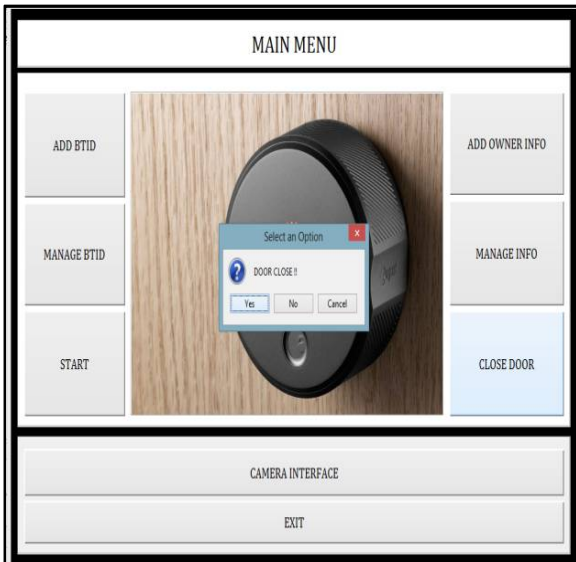 MAIN MENU
ADD BTID
ADD OWNER INFO
Select an Option
x
MANAGE BTID
? DOOR CLOSE !!
MANAGE INFO
Yes No Cancel
START
CLOSE DOOR
CAMERA INTERFACE
EXIT